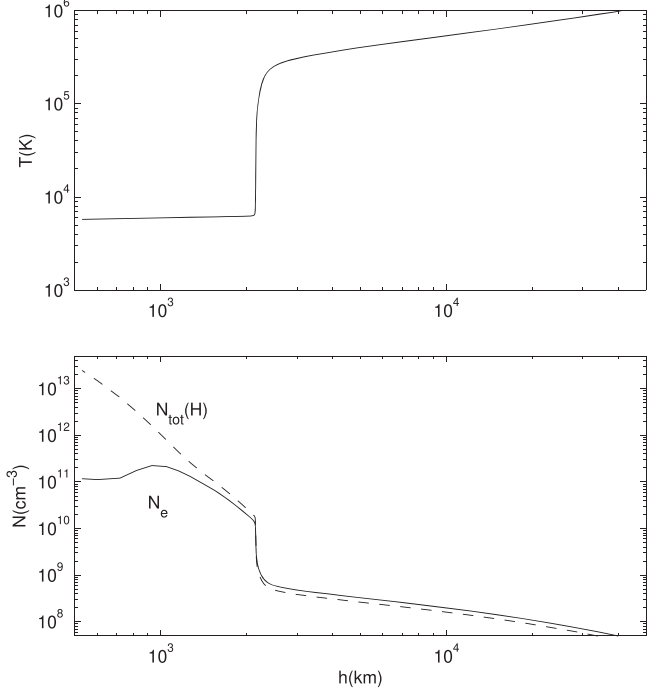 10⁶
10⁵
10⁴
10³
T(K)
10³ 10⁴
10¹³
10¹²
10¹¹
10¹⁰
10⁹
10⁸
N(cm⁻³)
N_tot(H)
N_e
10³ 10⁴
h(km)